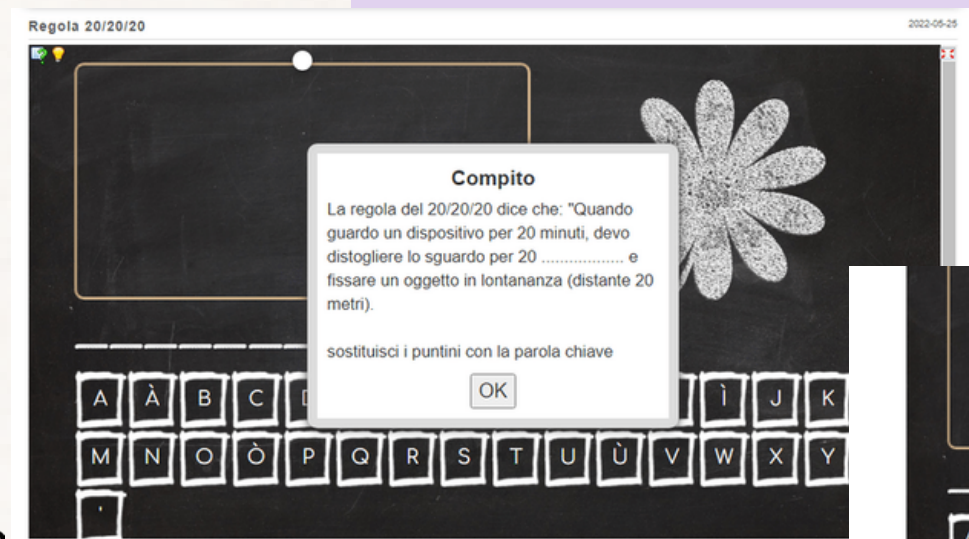 Regola 20/20/20
2022-05-25
Compito
La regola del 20/20/20 dice che: "Quando
guardo un dispositivo per 20 minuti, devo
distogliere lo sguardo per 20 .................. e
fissare un oggetto in lontananza (distante 20
metri).
sostituisci i puntini con la parola chiave
OK
A À B C Ì J K
M N O Ò P Q R S T U Ù V W X Y
'